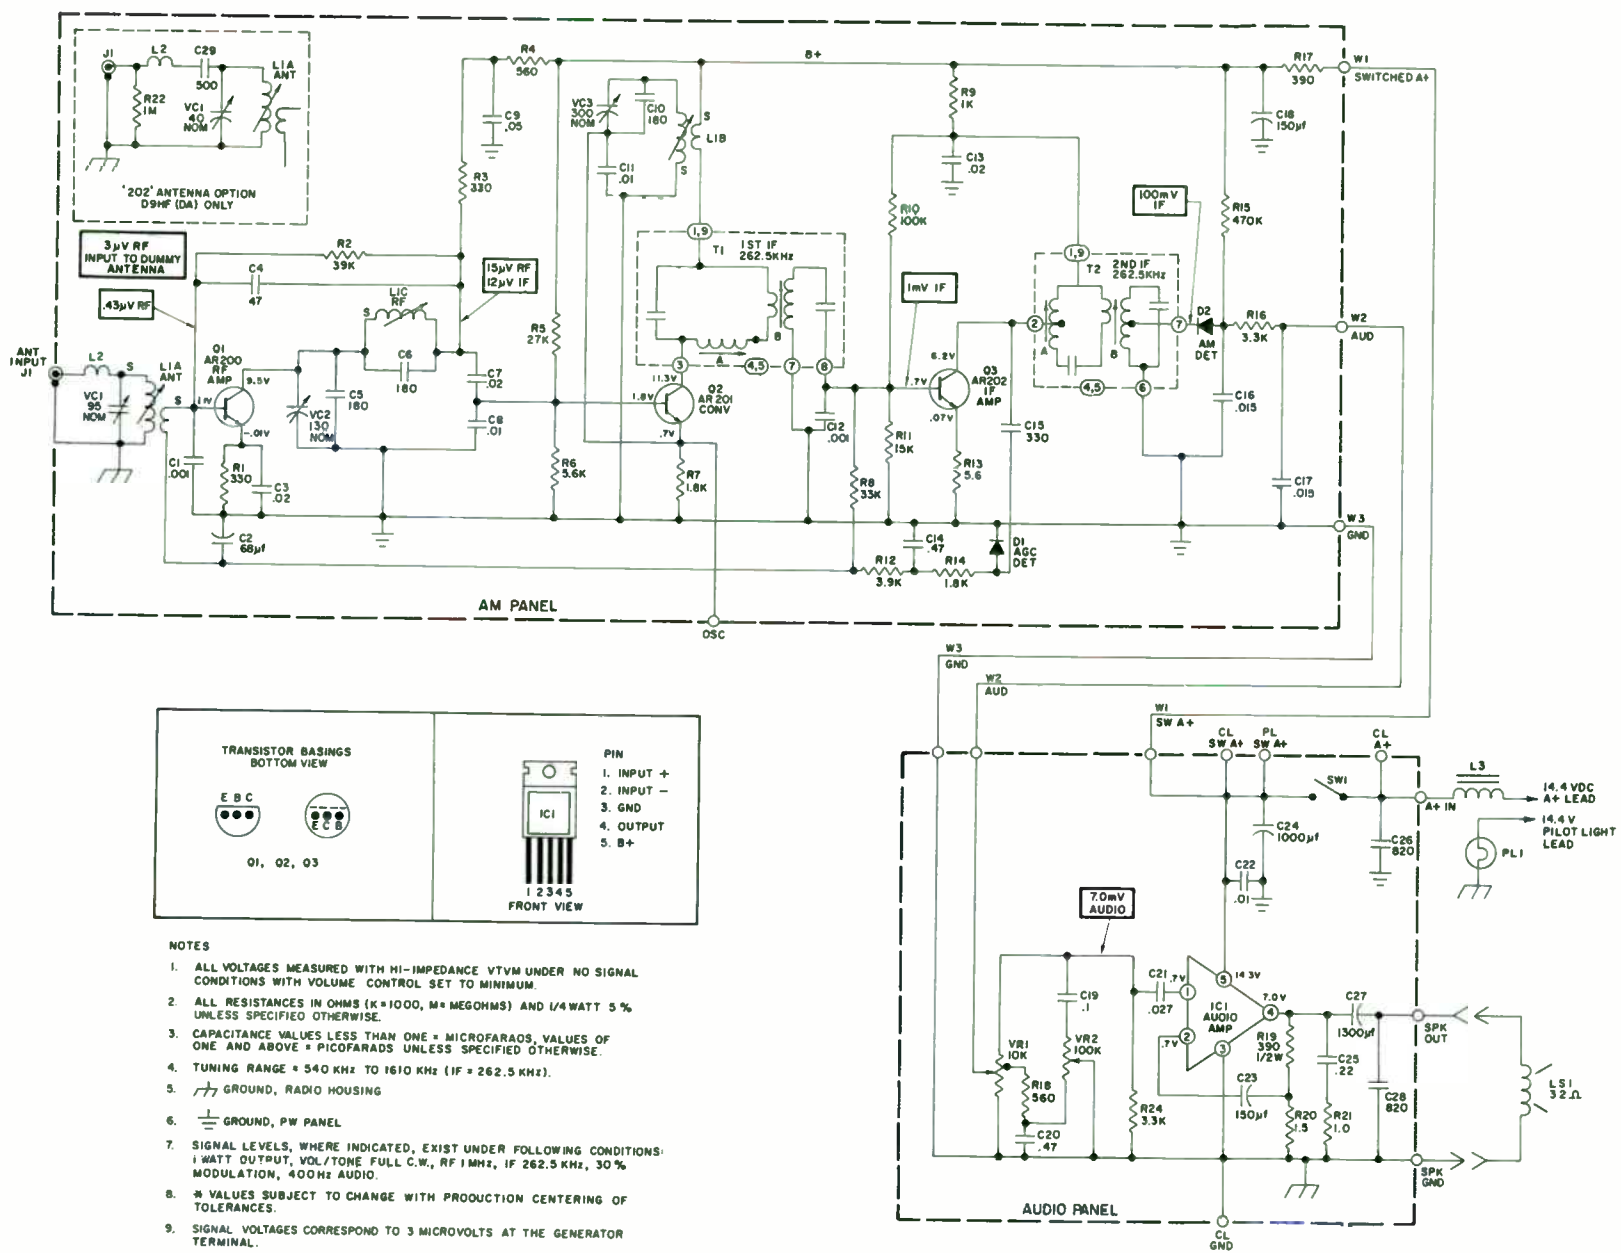 J1
L2
C29
500
R22
1M
VC1
40
NOM
L1A
ANT
'202' ANTENNA OPTION
D9HF (DA) ONLY
R4
560
B+
R17
390
W1
SWITCHED A+
C9
.05
VC3
300
NOM
C10
180
S
L1B
S
C11
.01
R9
1K
C13
.02
C18
150µf
R3
330
R10
100K
100mV
IF
R15
470K
3µV RF
INPUT TO DUMMY
ANTENNA
R2
39K
C4
47
.43µV RF
15µV RF
12µV IF
1,9
T1
1ST IF
262.5KHz
B
A
3
4,5
7
8
1mV IF
1,9
T2
2ND IF
262.5KHz
2
A
B
7
4,5
6
D2
AM
DET
R16
3.3K
W2
AUD
ANT
INPUT
J1
L2
S
VC1
95
NOM
L1A
ANT
S
Q1
AR200
RF
AMP
9.5V
.1V
-.01V
L1C
RF
S
C6
180
C5
180
VC2
130
NOM
C7
.02
C8
.01
R5
27K
11.3V
1.8V
.7V
Q2
AR201
CONV
C12
.001
6.2V
.7V
.07V
Q3
AR202
IF
AMP
C15
330
C16
.015
C1
.001
R1
330
C3
.02
R6
5.6K
R7
1.8K
R8
33K
R11
15K
R13
5.6
C17
.015
C2
68µf
C14
.47
R12
3.9K
R14
1.8K
D1
AGC
DET
W3
GND
AM PANEL
OSC
W3
GND
W2
AUD
W1
SW A+
TRANSISTOR BASINGS
BOTTOM VIEW
E B C
E C B
Q1, Q2, Q3
IC1
1 2 3 4 5
FRONT VIEW
PIN
1. INPUT +
2. INPUT -
3. GND
4. OUTPUT
5. B+
CL
SW A+
PL
SW A+
CL
A+
SW1
A+ IN
L3
14.4 VDC
A+ LEAD
14.4 V
PILOT LIGHT
LEAD
PL1
C24
1000µf
C26
820
C22
.01
7.0mV
AUDIO
C19
.1
C21
.027
.7V
1
5
14.3V
IC1
AUDIO
AMP
7.0V
4
2
.7V
3
R19
390
1/2W
C27
1300µf
SPK
OUT
VR1
10K
VR2
100K
R18
560
C20
.47
R24
3.3K
C23
150µf
R20
1.5
C25
.22
R21
1.0
C28
820
LS1
32Ω
SPK
GND
AUDIO PANEL
CL
GND
NOTES
1. ALL VOLTAGES MEASURED WITH HI-IMPEDANCE VTVM UNDER NO SIGNAL
CONDITIONS WITH VOLUME CONTROL SET TO MINIMUM.
2. ALL RESISTANCES IN OHMS (K=1000, M=MEGOHMS) AND 1/4 WATT 5%
UNLESS SPECIFIED OTHERWISE.
3. CAPACITANCE VALUES LESS THAN ONE = MICROFARAOS, VALUES OF
ONE AND ABOVE = PICOFARADS UNLESS SPECIFIED OTHERWISE.
4. TUNING RANGE = 540 KHz TO 1610 KHz (IF = 262.5 KHz).
5. GROUND, RADIO HOUSING
6. GROUND, PW PANEL
7. SIGNAL LEVELS, WHERE INDICATED, EXIST UNDER FOLLOWING CONDITIONS:
1 WATT OUTPUT, VOL/TONE FULL C.W., RF 1 MHz, IF 262.5 KHz, 30%
MODULATION, 400Hz AUDIO.
8. * VALUES SUBJECT TO CHANGE WITH PRODUCTION CENTERING OF
TOLERANCES.
9. SIGNAL VOLTAGES CORRESPOND TO 3 MICROVOLTS AT THE GENERATOR
TERMINAL.